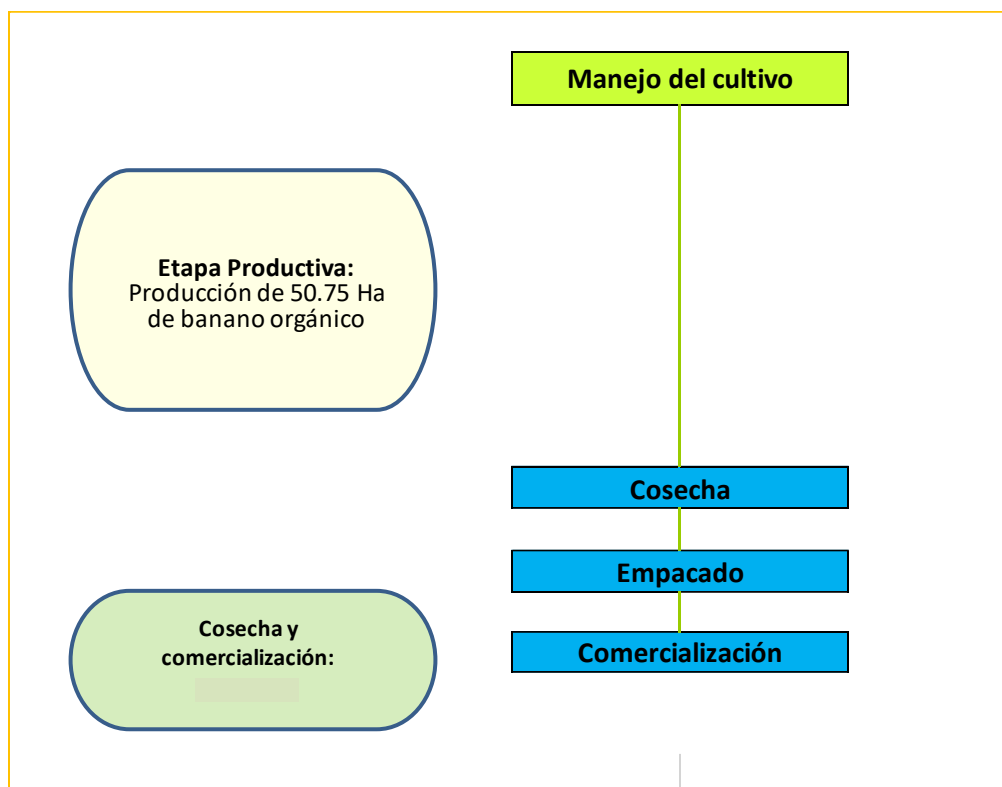 Manejo del cultivo
Etapa Productiva:
Producción de 50.75 Ha
de banano orgánico
Cosecha
Empacado
Cosecha y
comercialización:
Comercialización